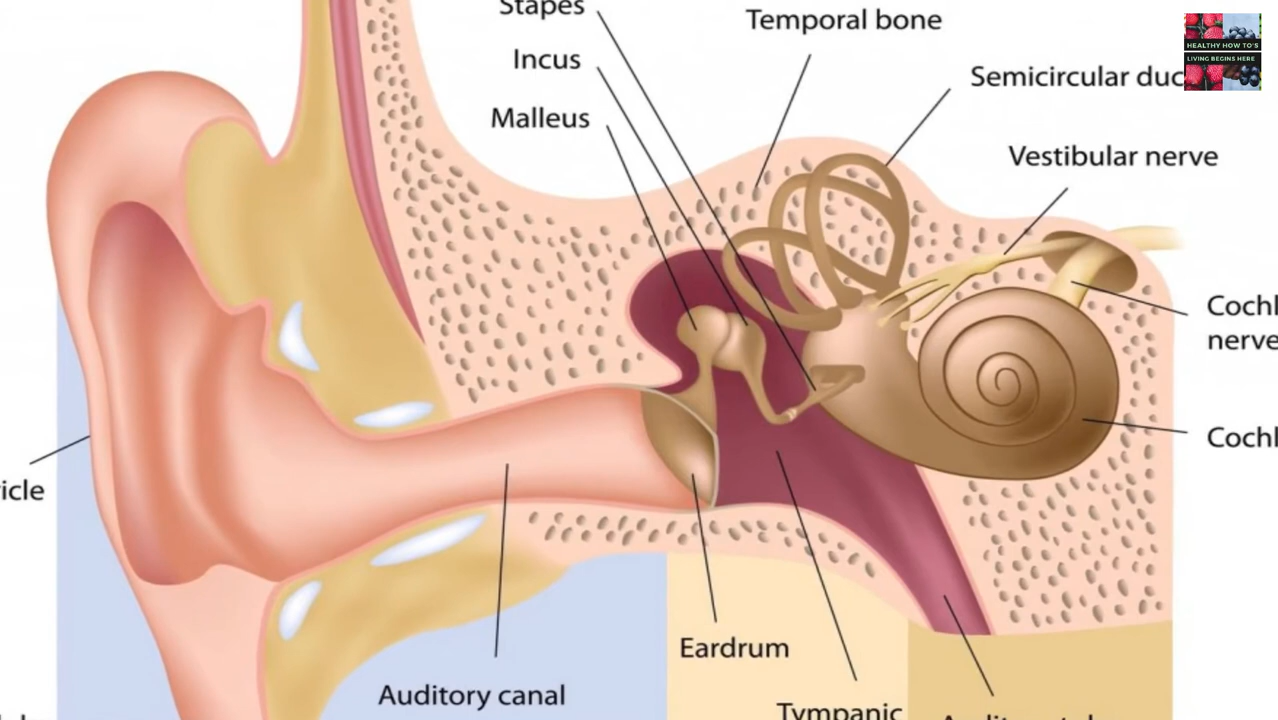 Stapes
Temporal bone
Incus
Semicircular duc
HEALTHY HOW TO'S
LIVING BEGINS HERE
Malleus
Vestibular nerve
Cochl
nerve
Cochl
icle
Eardrum
Auditory canal
Tympanic